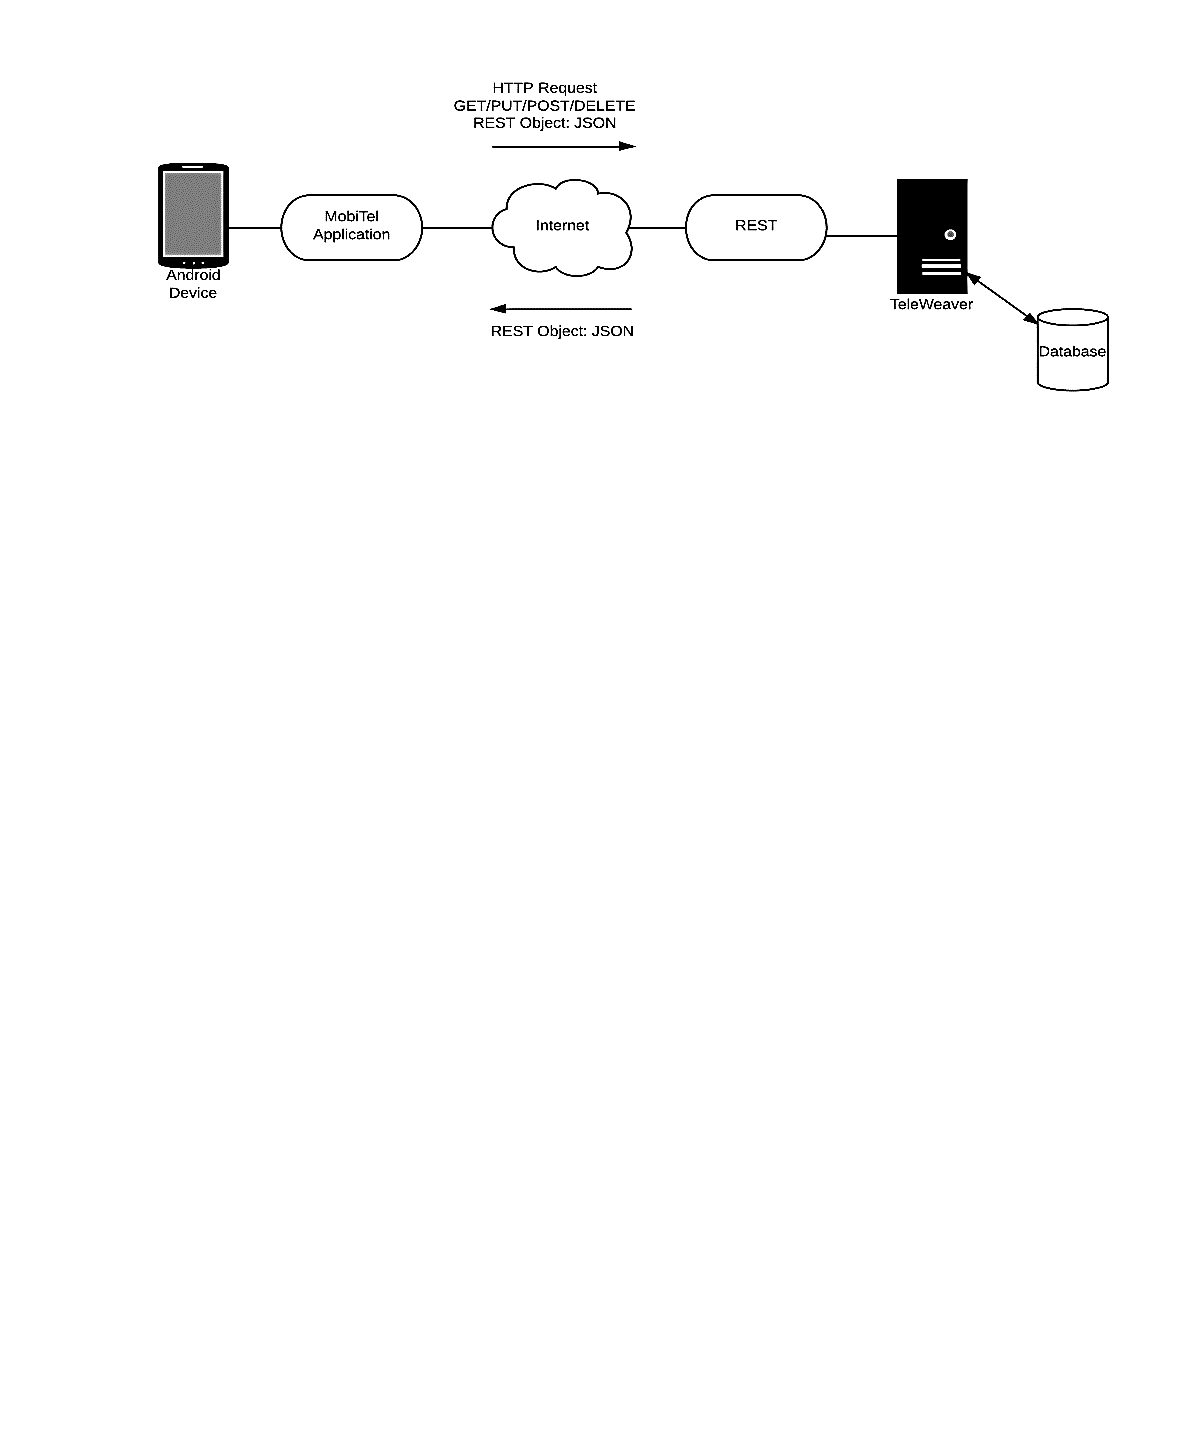 HTTP Request
GET/PUT/POST/DELETE
REST Object: JSON
MobiTel
Application
Internet
REST
Android
Device
TeleWeaver
REST Object: JSON
Database